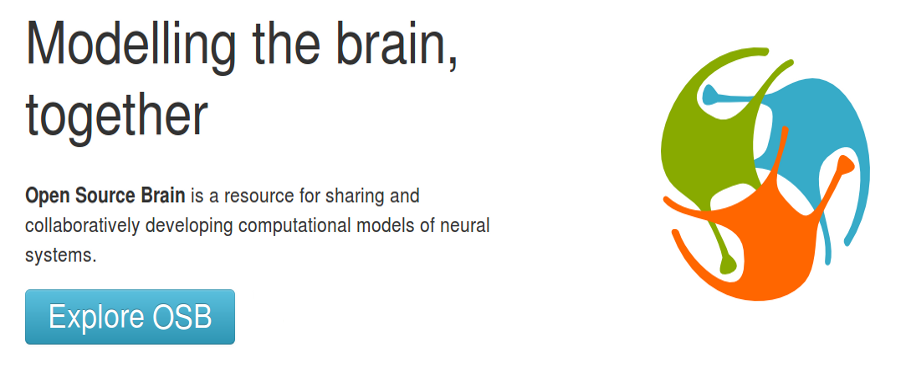 Modelling the brain,
together
Open Source Brain is a resource for sharing and
collaboratively developing computational models of neural
systems.
Explore OSB